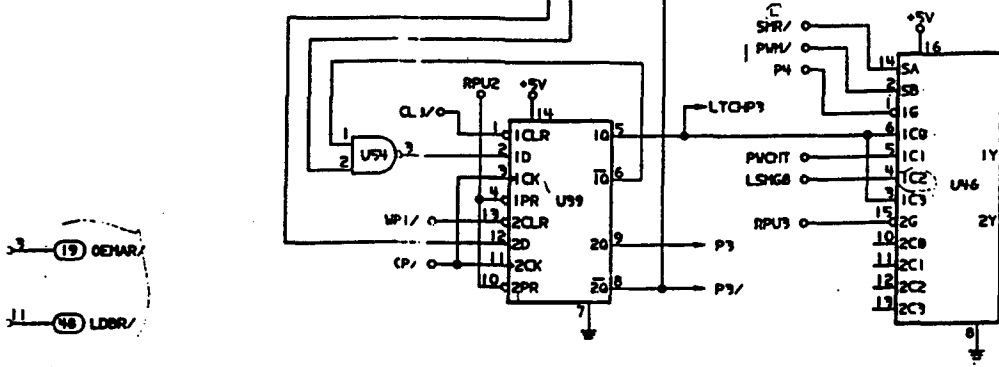 SMR/
PWM/
P4
+5V
16
14 SA
2 SB
1 1G
6 1C0
5 1C1
4 1C2
3 1C3
15 2G
10 2C0
11 2C1
12 2C2
13 2C3
1Y
U46
2Y
8
PWCNT
LSMGB
RPU3
RPU2
+5V
14
CL1/
1 1CLR
2 1D
3 1CK
4 1PR
13 2CLR
12 2D
11 2CK
10 2PR
U39
1Q 5
1Q 6
2Q 9
2Q 8
7
LTCHP3
P3
P3/
1
2
U54
3
WP1/
CP/
3 19 OEMAR/
11 48 LDBR/